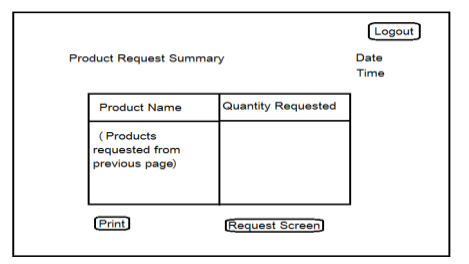 Logout
Product Request Summary
Date
Time
Product Name
Quantity Requested
( Products
requested from
previous page)
Print
Request Screen